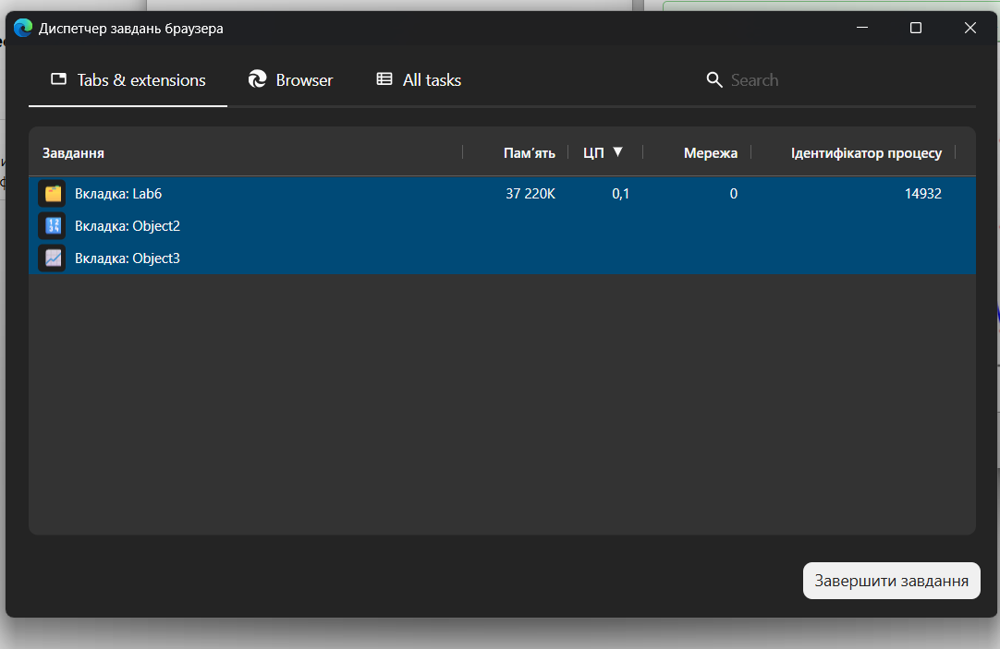 Диспетчер завдань браузера
Tabs & extensions Browser All tasks Search
Завдання Пам’ять ЦП ▼ Мережа Ідентифікатор процесу
Вкладка: Lab6 37 220K 0,1 0 14932
Вкладка: Object2
Вкладка: Object3
Завершити завдання